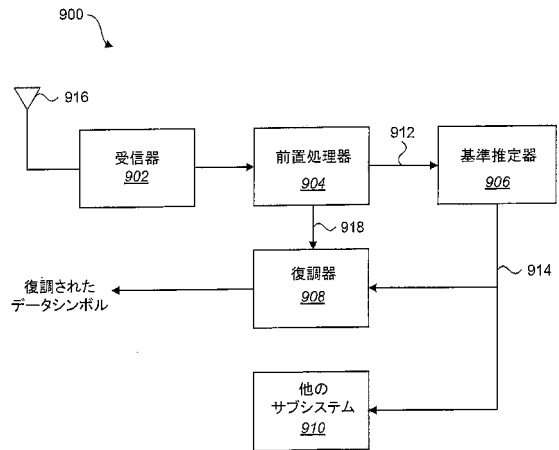 900
916
受信器
902
前置処理器
904
912
基準推定器
906
918
914
復調器
908
復調された
データシンボル
他の
サブシステム
910